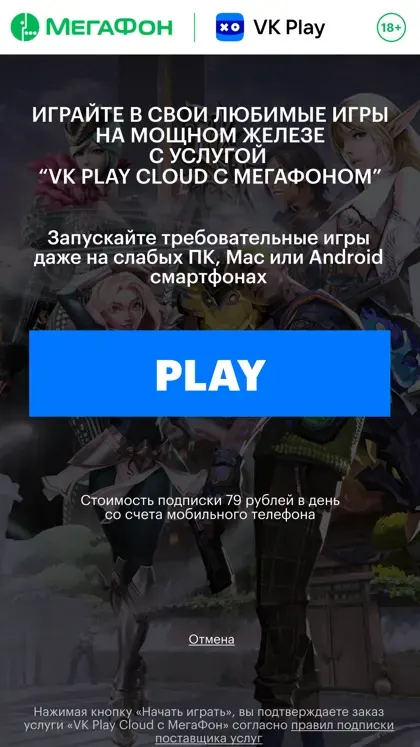 МЕГАФОН
VK Play
18+
ИГРАЙТЕ В СВОИ ЛЮБИМЫЕ ИГРЫ
НА МОЩНОМ ЖЕЛЕЗЕ
С УСЛУГОЙ
“VK PLAY CLOUD С МЕГАФОНОМ”
Запускайте требовательные игры
даже на слабых ПК, Mac или Android
смартфонах
PLAY
Стоимость подписки 79 рублей в день
со счета мобильного телефона
Отмена
Нажимая кнопку «Начать играть», вы подтверждаете заказ
услуги «VK Play Cloud с МегаФон» согласно правил подписки
поставщика услуг